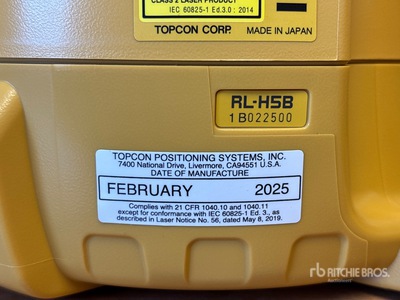 CLASS 2 LASER PRODUCT
IEC 60825-1 Ed.3.0 : 2014
TOPCON CORP. MADE IN JAPAN
RL-H5B
1B022500
TOPCON POSITIONING SYSTEMS, INC.
7400 National Drive, Livermore, CA94551 U.S.A.
DATE OF MANUFACTURE
FEBRUARY 2025
Complies with 21 CFR 1040.10 and 1040.11
except for conformance with IEC 60825-1 Ed. 3., as
described in Laser Notice No. 56, dated May 8, 2019.
rb RITCHIE BROS.